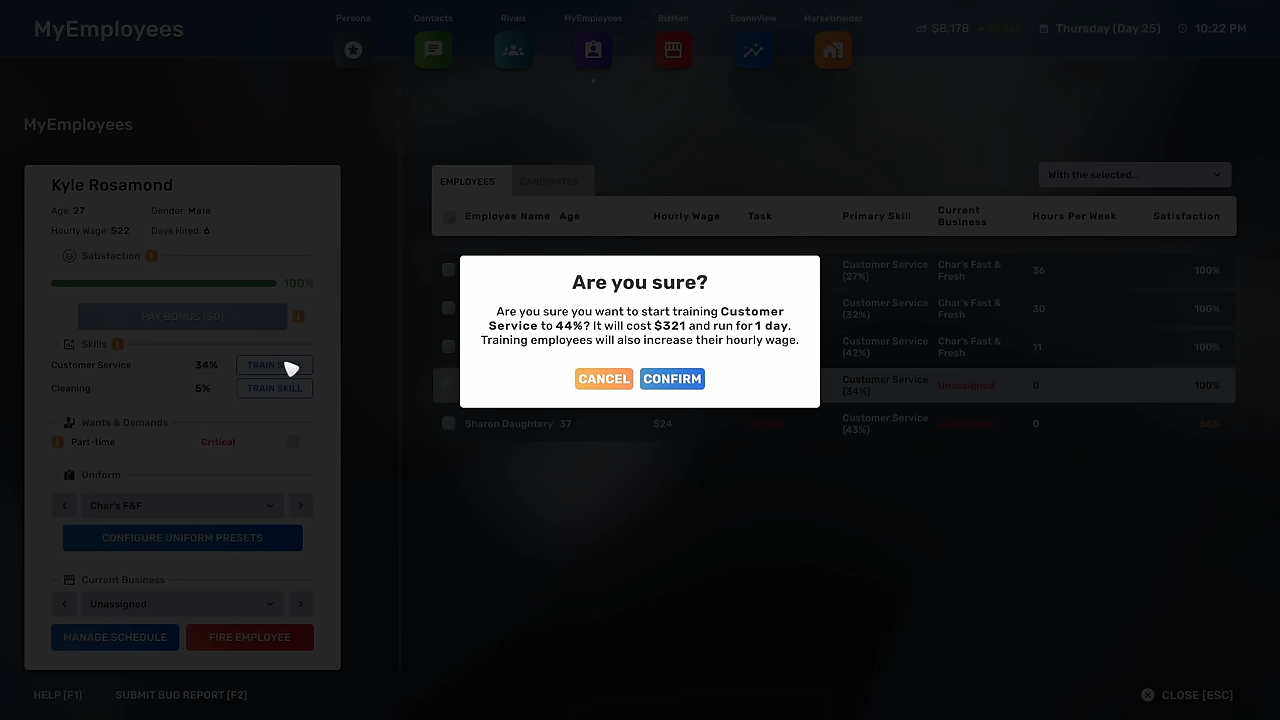 MyEmployees
Persona
Contacts
Rivals
MyEmployees
BizMan
EconoView
MarketInsider
$8,178
Thursday (Day 25)
10:22 PM
MyEmployees
Kyle Rosamond
Age: 27
Gender: Male
Hourly Wage: $22
Days Hired: 6
Satisfaction
100%
PAY BONUS ($0)
Skills
Customer Service
34%
Cleaning
5%
TRAIN SKILL
Wants & Demands
Part-time
Critical
Uniform
Char's F&F
CONFIGURE UNIFORM PRESETS
Current Business
Unassigned
MANAGE SCHEDULE
FIRE EMPLOYEE
EMPLOYEES
CANDIDATES
With the selected...
Employee Name
Age
Hourly Wage
Task
Primary Skill
Current
Business
Hours Per Week
Satisfaction
Customer Service
(27%)
Char's Fast &
Fresh
36
100%
Customer Service
(32%)
Char's Fast &
Fresh
30
100%
Customer Service
(42%)
Char's Fast &
Fresh
11
100%
Customer Service
(34%)
Unassigned
0
100%
Sharon Daughtery
37
$24
Customer Service
(43%)
0
56%
Are you sure?
Are you sure you want to start training Customer
Service to 44%? It will cost $321 and run for 1 day.
Training employees will also increase their hourly wage.
CANCEL
CONFIRM
HELP [F1]
SUBMIT BUG REPORT [F2]
CLOSE [ESC]